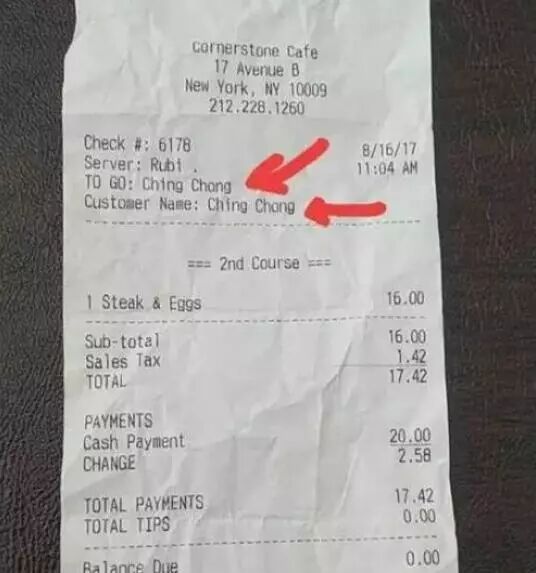 Cornerstone Cafe
17 Avenue B
New York, NY 10009
212.228.1260
Check #: 6178 8/16/17
Server: Rubi . 11:04 AM
TO GO: Ching Chong
Customer Name: Ching Chong
=== 2nd Course ===
1 Steak & Eggs 16.00
Sub-total 16.00
Sales Tax 1.42
TOTAL 17.42
PAYMENTS
Cash Payment 20.00
CHANGE 2.58
TOTAL PAYMENTS 17.42
TOTAL TIPS 0.00
Balance Due 0.00